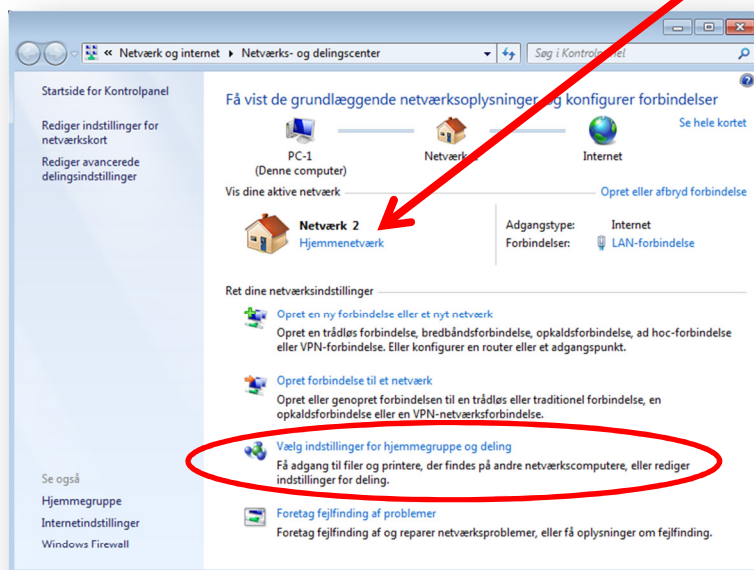 « Netværk og internet ▸ Netværks- og delingscenter
Søg i Kontrolpanel
Startside for Kontrolpanel
Rediger indstillinger for
netværkskort
Rediger avancerede
delingsindstillinger
Se også
Hjemmegruppe
Internetindstillinger
Windows Firewall
Få vist de grundlæggende netværksoplysninger og konfigurer forbindelser
Se hele kortet
PC-1
(Denne computer)
Netværk
Internet
Vis dine aktive netværk
Opret eller afbryd forbindelse
Netværk 2
Hjemmenetværk
Adgangstype: Internet
Forbindelser: LAN-forbindelse
Ret dine netværksindstillinger
Opret en ny forbindelse eller et nyt netværk
Opret en trådløs forbindelse, bredbåndsforbindelse, opkaldsforbindelse, ad hoc-forbindelse
eller VPN-forbindelse. Eller konfigurer en router eller et adgangspunkt.
Opret forbindelse til et netværk
Opret eller genopret forbindelsen til en trådløs eller traditionel forbindelse, en
opkaldsforbindelse eller en VPN-netværksforbindelse.
Vælg indstillinger for hjemmegruppe og deling
Få adgang til filer og printere, der findes på andre netværkscomputere, eller rediger
indstillinger for deling.
Foretag fejlfinding af problemer
Foretag fejlfinding af og reparer netværksproblemer, eller få oplysninger om fejlfinding.